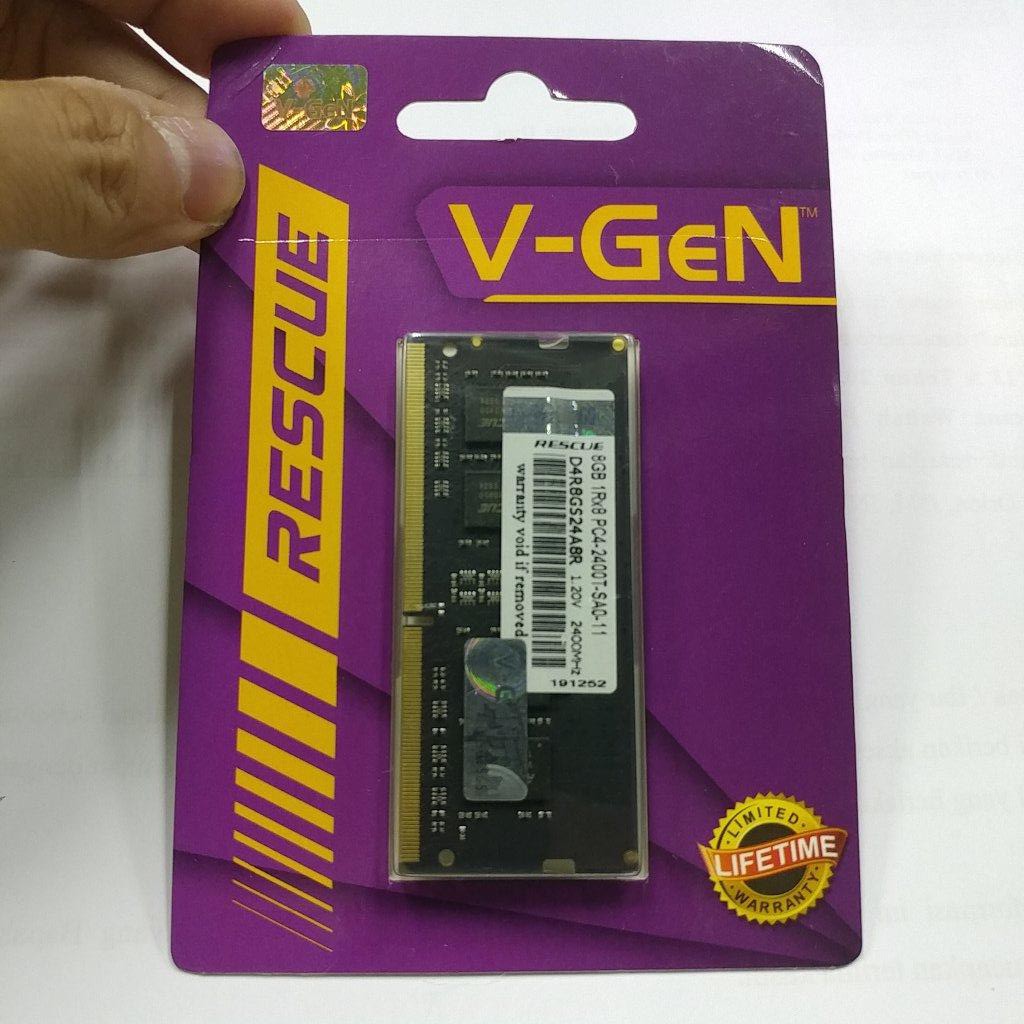 V-GeN
V-GeN™
RESCUE
RESCUE
8GB 1Rx8 PC4-2400T-SA0-11
D4R8GS24A8R 1.20V 2400MHz
warranty void if removed
191252
LIMITED
LIFETIME
WARRANTY